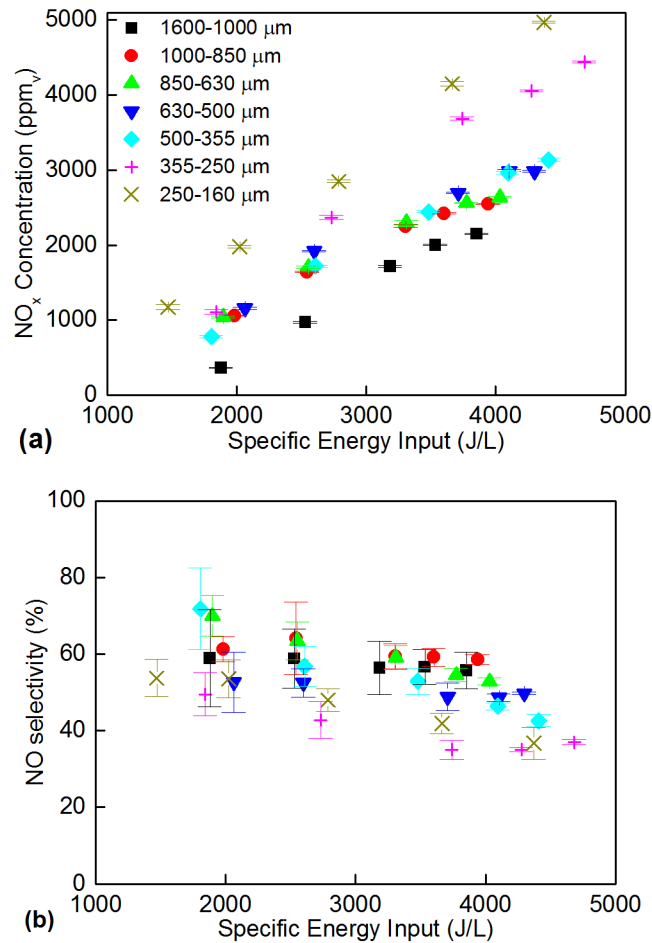 5000
4000
3000
2000
1000
0
NOx Concentration (ppmv)
1600-1000 μm
1000-850 μm
850-630 μm
630-500 μm
500-355 μm
355-250 μm
250-160 μm
1000 2000 3000 4000 5000
(a) Specific Energy Input (J/L)
100
80
60
40
20
0
NO selectivity (%)
1000 2000 3000 4000 5000
(b) Specific Energy Input (J/L)